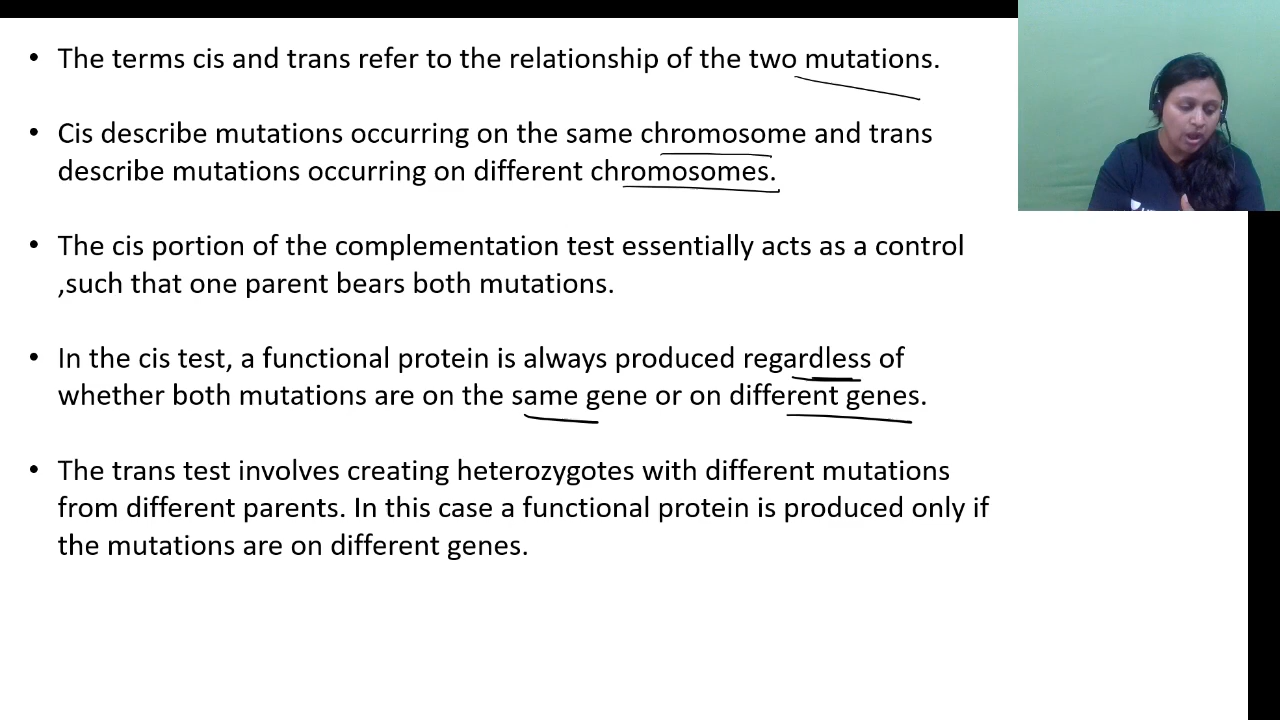 • The terms cis and trans refer to the relationship of the two mutations.
• Cis describe mutations occurring on the same chromosome and trans
describe mutations occurring on different chromosomes.
• The cis portion of the complementation test essentially acts as a control
,such that one parent bears both mutations.
• In the cis test, a functional protein is always produced regardless of
whether both mutations are on the same gene or on different genes.
• The trans test involves creating heterozygotes with different mutations
from different parents. In this case a functional protein is produced only if
the mutations are on different genes.